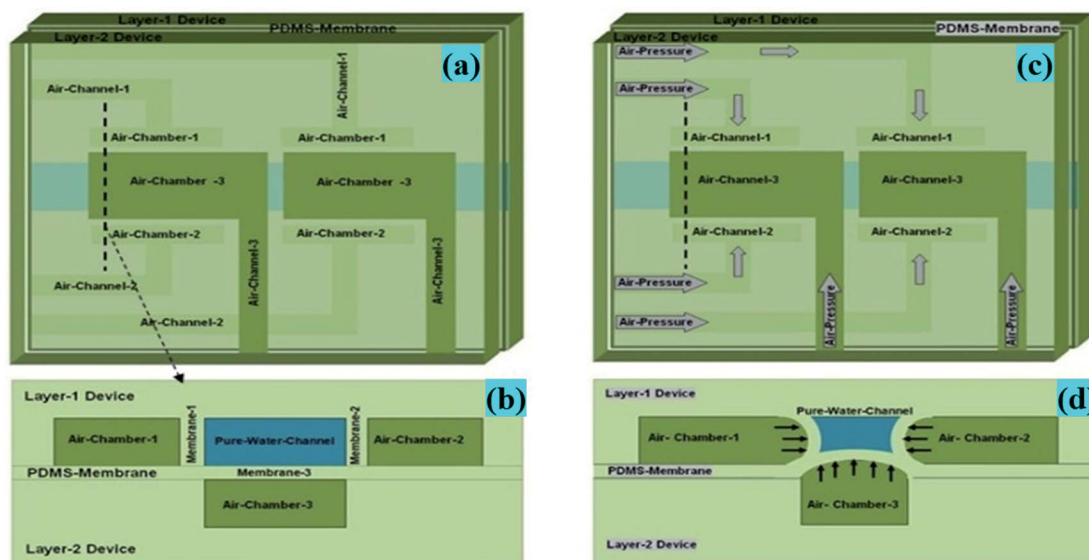 Layer-1 Device
PDMS-Membrane
Layer-2 Device
(a)
Air-Channel-1
Air-Channel-1
Air-Chamber-1
Air-Chamber-1
Air-Chamber -3
Air-Chamber -3
Air-Chamber-2
Air-Chamber-2
Air-Channel-3
Air-Channel-3
Air-Channel-2
Air-Channel-2
(b)
Layer-1 Device
Membrane-1
Membrane-2
Air-Chamber-1
Pure-Water-Channel
Air-Chamber-2
PDMS-Membrane
Membrane-3
Air-Chamber-3
Layer-2 Device
Layer-1 Device
PDMS-Membrane
Layer-2 Device
(c)
Air-Pressure
Air-Pressure
Air-Channel-1
Air-Channel-1
Air-Channel-3
Air-Channel-3
Air-Channel-2
Air-Channel-2
Air-Pressure
Air-Pressure
Air-Pressure
Air-Pressure
(d)
Layer-1 Device
Pure-Water-Channel
Air- Chamber-1
Air- Chamber-2
PDMS-Membrane
Air- Chamber-3
Layer-2 Device